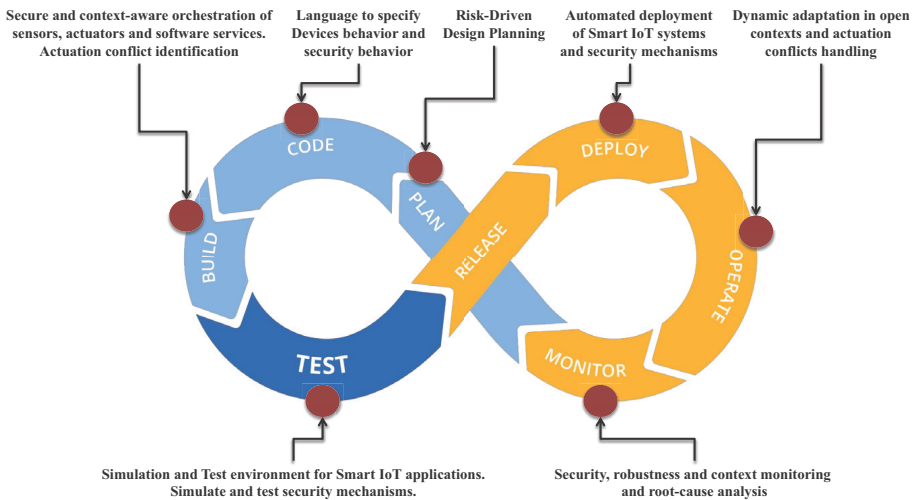 Secure and context-aware orchestration of
sensors, actuators and software services.
Actuation conflict identification
Language to specify
Devices behavior and
security behavior
Risk-Driven
Design Planning
Automated deployment
of Smart IoT systems
and security mechanisms
Dynamic adaptation in open
contexts and actuation
conflicts handling
CODE
DEPLOY
PLAN
BUILD
RELEASE
OPERATE
TEST
MONITOR
Simulation and Test environment for Smart IoT applications.
Simulate and test security mechanisms.
Security, robustness and context monitoring
and root-cause analysis